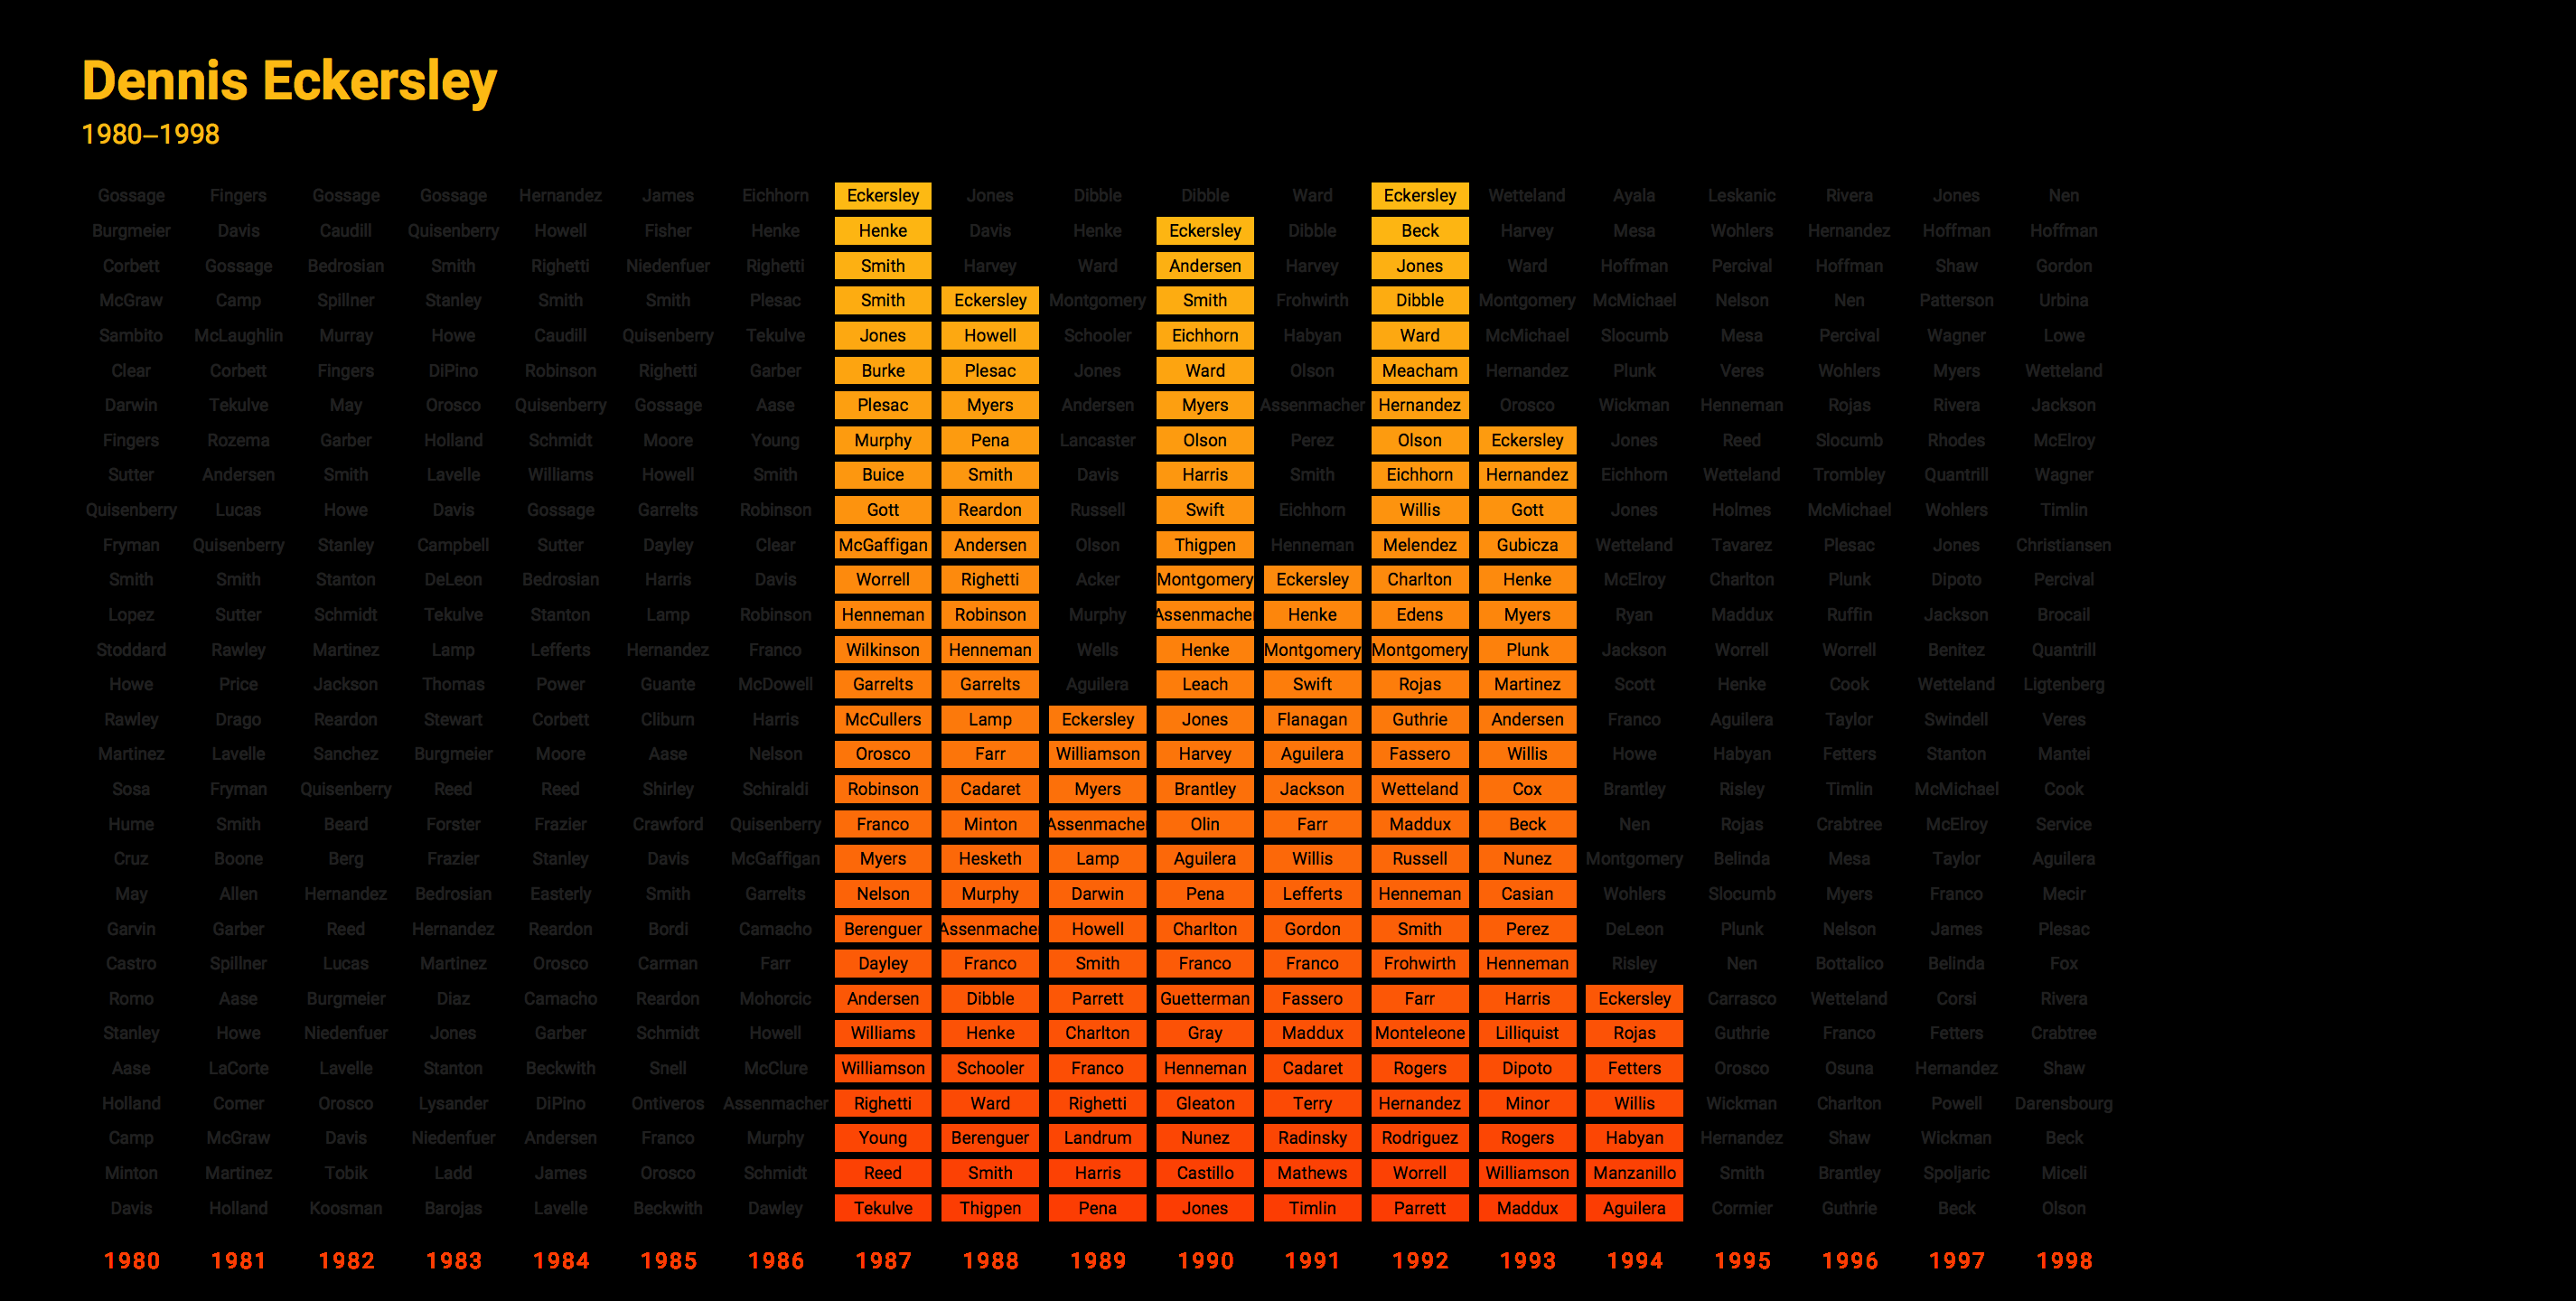 Dennis Eckersley
1980–1998
Gossage Fingers Gossage Gossage Hernandez James Eichhorn Eckersley Jones Dibble Dibble Ward Eckersley Wetteland Ayala Leskanic Rivera Jones Nen
Burgmeier Davis Caudill Quisenberry Howell Fisher Henke Henke Davis Henke Eckersley Dibble Beck Harvey Mesa Wohlers Hernandez Hoffman Hoffman
Corbett Gossage Bedrosian Smith Righetti Niedenfuer Righetti Smith Harvey Ward Andersen Harvey Jones Ward Hoffman Percival Hoffman Shaw Gordon
McGraw Camp Spillner Stanley Smith Smith Plesac Smith Eckersley Montgomery Smith Frohwirth Dibble Montgomery McMichael Nelson Nen Patterson Urbina
Sambito McLaughlin Murray Howe Caudill Quisenberry Tekulve Jones Howell Schooler Eichhorn Habyan Ward McMichael Slocumb Mesa Percival Wagner Lowe
Clear Corbett Fingers DiPino Robinson Righetti Garber Burke Plesac Jones Ward Olson Meacham Hernandez Plunk Veres Wohlers Myers Wetteland
Darwin Tekulve May Orosco Quisenberry Gossage Aase Plesac Myers Andersen Myers Assenmacher Hernandez Orosco Wickman Henneman Rojas Rivera Jackson
Fingers Rozema Garber Holland Schmidt Moore Young Murphy Pena Lancaster Olson Perez Olson Eckersley Jones Reed Slocumb Rhodes McElroy
Sutter Andersen Smith Lavelle Williams Howell Smith Buice Smith Davis Harris Smith Eichhorn Hernandez Eichhorn Wetteland Trombley Quantrill Wagner
Quisenberry Lucas Howe Davis Gossage Garrelts Robinson Gott Reardon Russell Swift Eichhorn Willis Gott Jones Holmes McMichael Wohlers Timlin
Fryman Quisenberry Stanley Campbell Sutter Dayley Clear McGaffigan Andersen Olson Thigpen Henneman Melendez Gubicza Wetteland Tavarez Plesac Jones Christiansen
Smith Smith Stanton DeLeon Bedrosian Harris Davis Worrell Righetti Acker Montgomery Eckersley Charlton Henke McElroy Charlton Plunk Dipoto Percival
Lopez Sutter Schmidt Tekulve Stanton Lamp Robinson Henneman Robinson Murphy Assenmacher Henke Edens Myers Ryan Maddux Ruffin Jackson Brocail
Stoddard Rawley Martinez Lamp Lefferts Hernandez Franco Wilkinson Henneman Wells Henke Montgomery Montgomery Plunk Jackson Worrell Worrell Benitez Quantrill
Howe Price Jackson Thomas Power Guante McDowell Garrelts Garrelts Aguilera Leach Swift Rojas Martinez Scott Henke Cook Wetteland Ligtenberg
Rawley Drago Reardon Stewart Corbett Cliburn Harris McCullers Lamp Eckersley Jones Flanagan Guthrie Andersen Franco Aguilera Taylor Swindell Veres
Martinez Lavelle Sanchez Burgmeier Moore Aase Nelson Orosco Farr Williamson Harvey Aguilera Fassero Willis Howe Habyan Fetters Stanton Mantei
Sosa Fryman Quisenberry Reed Reed Shirley Schiraldi Robinson Cadaret Myers Brantley Jackson Wetteland Cox Brantley Risley Timlin McMichael Cook
Hume Smith Beard Forster Frazier Crawford Quisenberry Franco Minton Assenmacher Olin Farr Maddux Beck Nen Rojas Crabtree McElroy Service
Cruz Boone Berg Frazier Stanley Davis McGaffigan Myers Hesketh Lamp Aguilera Willis Russell Nunez Montgomery Belinda Mesa Taylor Aguilera
May Allen Hernandez Bedrosian Easterly Smith Garrelts Nelson Murphy Darwin Pena Lefferts Henneman Casian Wohlers Slocumb Myers Franco Mecir
Garvin Garber Reed Hernandez Reardon Bordi Camacho Berenguer Assenmacher Howell Charlton Gordon Smith Perez DeLeon Plunk Nelson James Plesac
Castro Spillner Lucas Martinez Orosco Carman Farr Dayley Franco Smith Franco Franco Frohwirth Henneman Risley Nen Bottalico Belinda Fox
Romo Aase Burgmeier Diaz Camacho Reardon Mohorcic Andersen Dibble Parrett Guetterman Fassero Farr Harris Eckersley Carrasco Wetteland Corsi Rivera
Stanley Howe Niedenfuer Jones Garber Schmidt Howell Williams Henke Charlton Gray Maddux Monteleone Lilliquist Rojas Guthrie Franco Fetters Crabtree
Aase LaCorte Lavelle Stanton Beckwith Snell McClure Williamson Schooler Franco Henneman Cadaret Rogers Dipoto Fetters Orosco Osuna Hernandez Shaw
Holland Comer Orosco Lysander DiPino Ontiveros Assenmacher Righetti Ward Righetti Gleaton Terry Hernandez Minor Willis Wickman Charlton Powell Darensbourg
Camp McGraw Davis Niedenfuer Andersen Franco Murphy Young Berenguer Landrum Nunez Radinsky Rodriguez Rogers Habyan Hernandez Shaw Wickman Beck
Minton Martinez Tobik Ladd James Orosco Schmidt Reed Smith Harris Castillo Mathews Worrell Williamson Manzanillo Smith Brantley Spoljaric Miceli
Davis Holland Koosman Barojas Lavelle Beckwith Dawley Tekulve Thigpen Pena Jones Timlin Parrett Maddux Aguilera Cormier Guthrie Beck Olson
1980 1981 1982 1983 1984 1985 1986 1987 1988 1989 1990 1991 1992 1993 1994 1995 1996 1997 1998